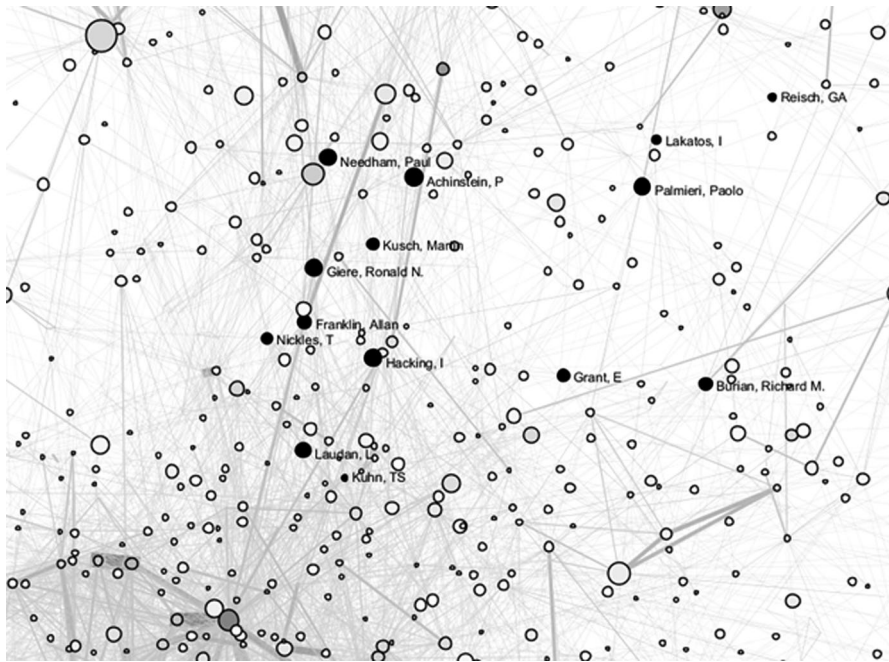 Reisch, GA
Lakatos, I
Needham, Paul
Achinstein, P
Palmieri, Paolo
Kusch, Martin
Giere, Ronald N.
Franklin, Allan
Nickles, T
Hacking, I
Grant, E
Burian, Richard M.
Laudan, L
Kuhn, TS